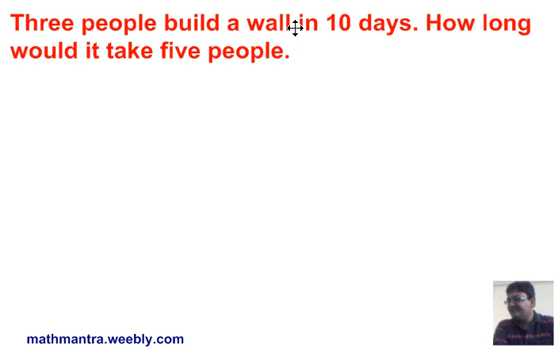 Three people build a wall in 10 days. How long
would it take five people.
mathmantra.weebly.com